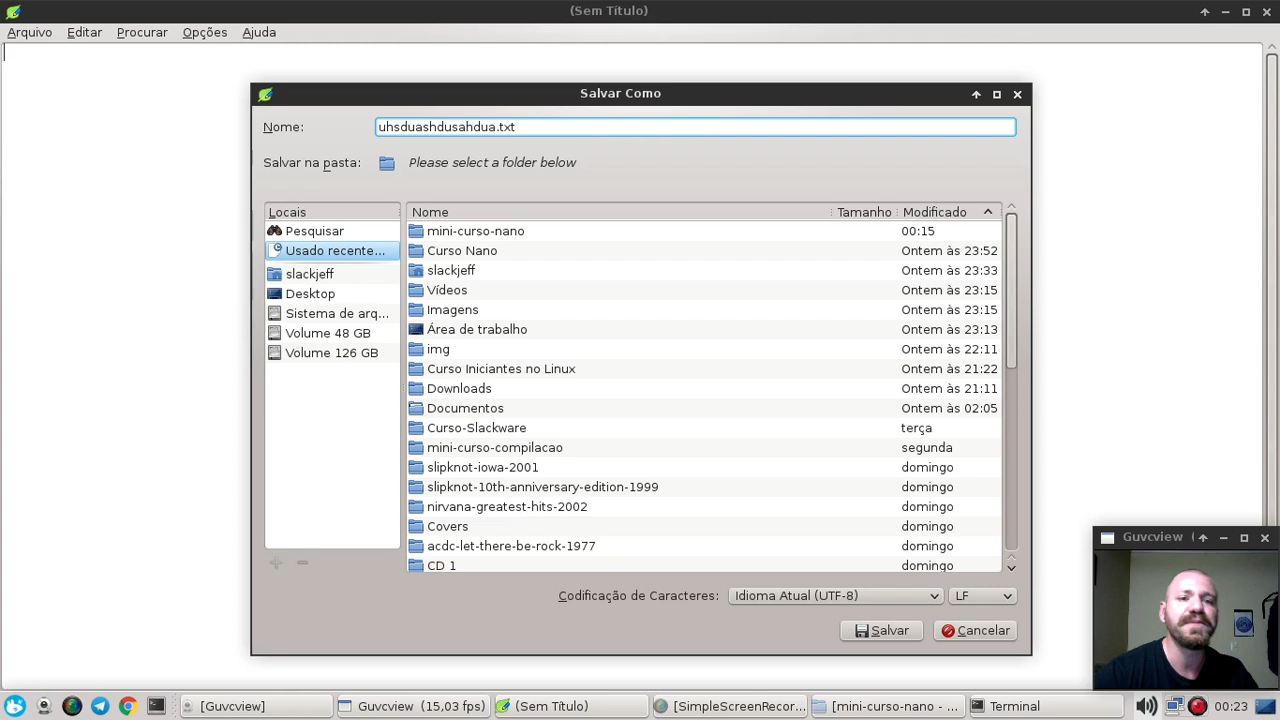 (Sem Título)
Arquivo Editar Procurar Opções Ajuda
Salvar Como
Nome: uhsduashdusahdua.txt
Salvar na pasta: Please select a folder below
Locais
Pesquisar
Usado recente...
slackjeff
Desktop
Sistema de arq...
Volume 48 GB
Volume 126 GB
Nome Tamanho Modificado
mini-curso-nano 00:15
Curso Nano Ontem às 23:52
slackjeff Ontem às 23:33
Vídeos Ontem às 23:15
Imagens Ontem às 23:15
Área de trabalho Ontem às 23:13
img Ontem às 22:11
Curso Iniciantes no Linux Ontem às 21:22
Downloads Ontem às 21:11
Documentos Ontem às 02:05
Curso-Slackware terça
mini-curso-compilacao segunda
slipknot-iowa-2001 domingo
slipknot-10th-anniversary-edition-1999 domingo
nirvana-greatest-hits-2002 domingo
Covers domingo
acdc-let-there-be-rock-1977 domingo
CD 1 domingo
Codificação de Caracteres: Idioma Atual (UTF-8) LF
Salvar Cancelar
Guvcview (
[Guvcview] Guvcview (15,03 fps) (Sem Título) [SimpleScreenRecor... [mini-curso-nano - ... Terminal 00:23